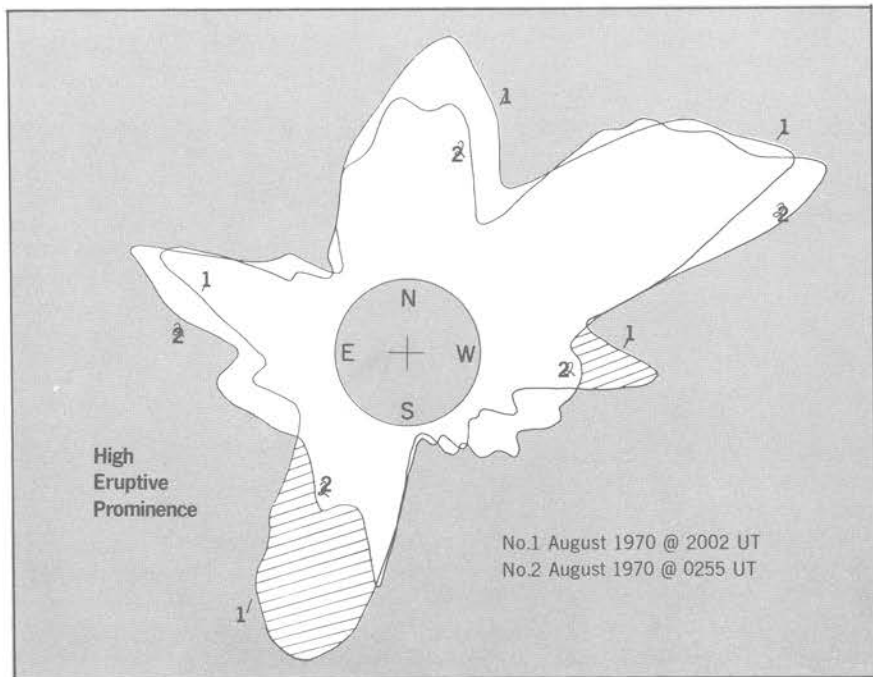 1
2
1
2
1
2
N
E
W
S
1
2
High
Eruptive
Prominence
2
1
No.1 August 1970 @ 2002 UT
No.2 August 1970 @ 0255 UT